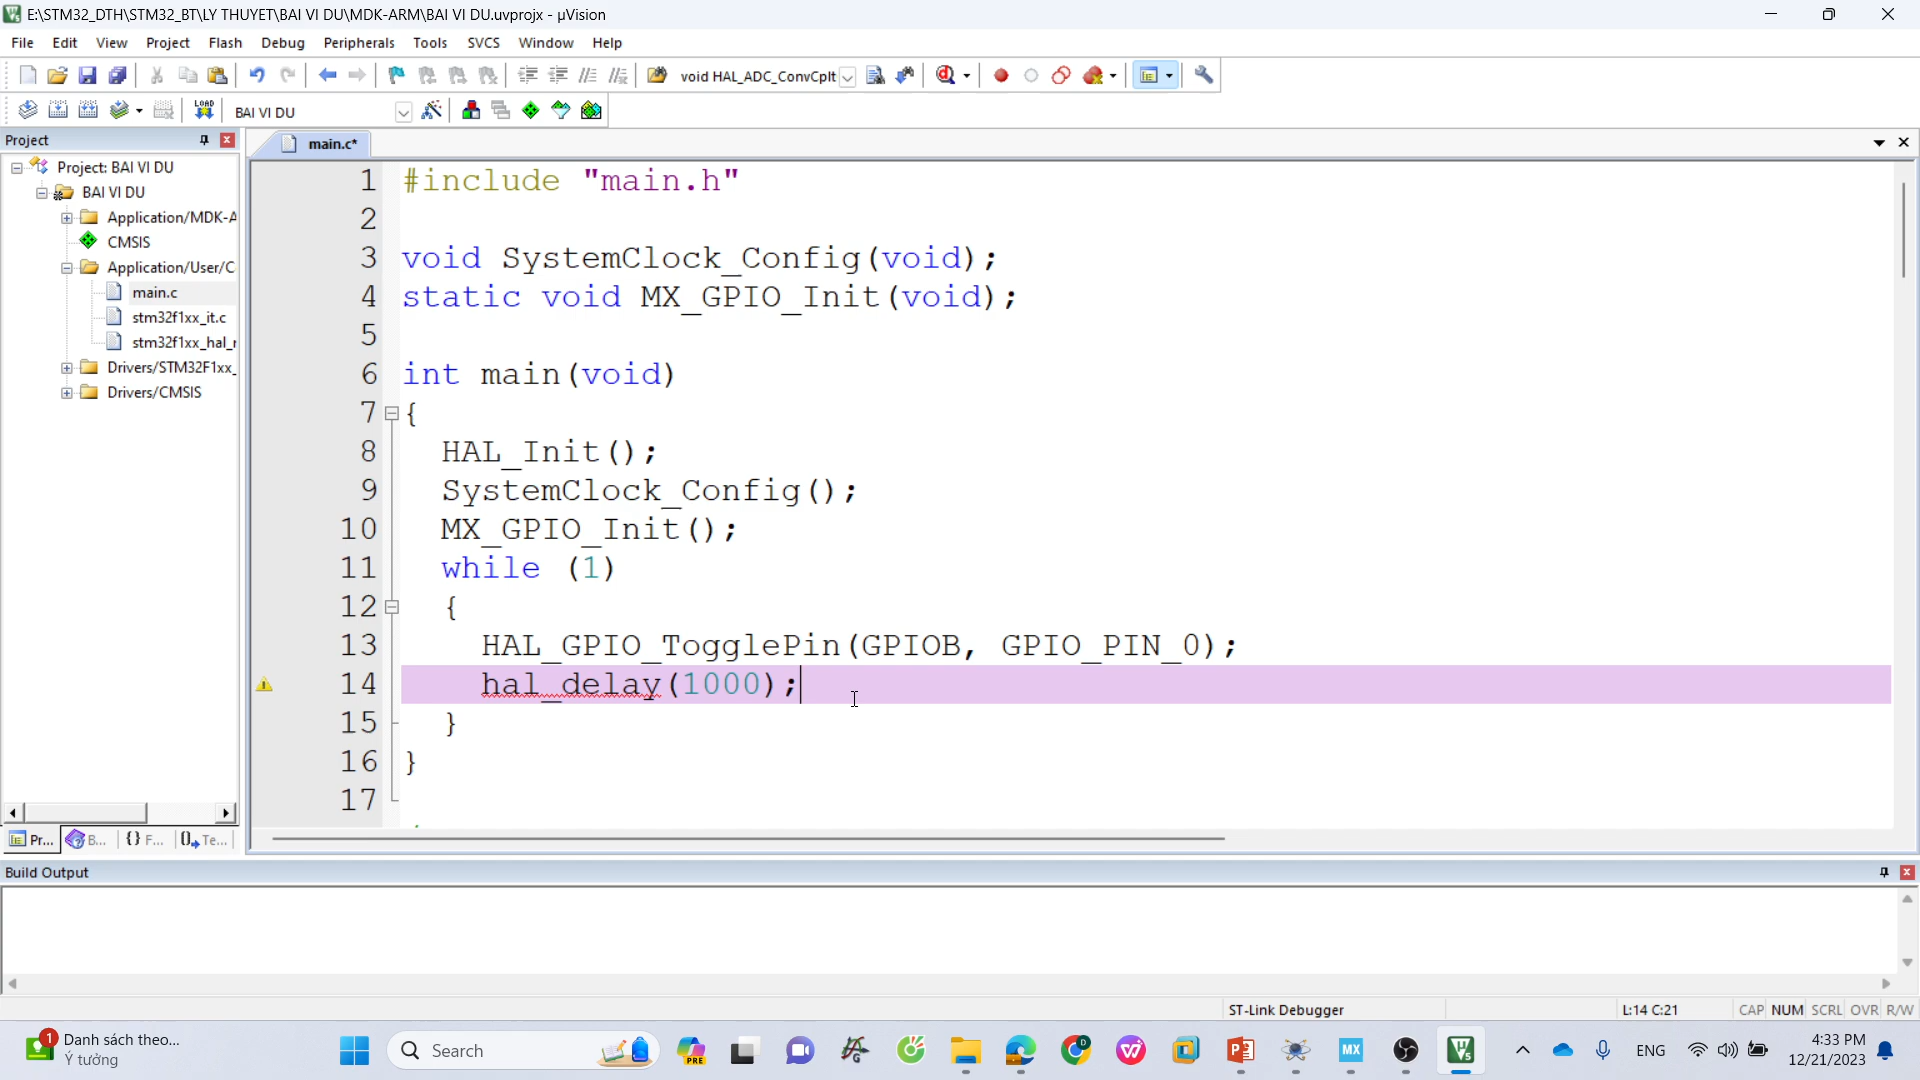 E:\STM32_DTH\STM32_BT\LY THUYET\BAI VI DU\MDK-ARM\BAI VI DU.uvprojx - µVision
File Edit View Project Flash Debug Peripherals Tools SVCS Window Help
void HAL_ADC_ConvCplt
LOAD BAI VI DU
Project
main.c*
Project: BAI VI DU
BAI VI DU
Application/MDK-A
CMSIS
Application/User/C
main.c
stm32f1xx_it.c
stm32f1xx_hal_
Drivers/STM32F1xx_
Drivers/CMSIS
Pr... B... {} F... Te...
1 #include "main.h"
2
3 void SystemClock_Config(void);
4 static void MX_GPIO_Init(void);
5
6 int main(void)
7 {
8 HAL_Init();
9 SystemClock_Config();
10 MX_GPIO_Init();
11 while (1)
12 {
13 HAL_GPIO_TogglePin(GPIOB, GPIO_PIN_0);
14 hal_delay(1000);
15 }
16 }
17
Build Output
ST-Link Debugger L:14 C:21 CAP NUM SCRL OVR R/W
1 Danh sách theo...
Ý tưởng
Search
PRE
MX
ENG
4:33 PM
12/21/2023